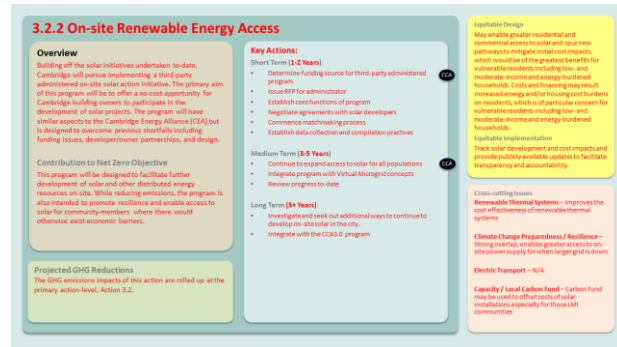 3.2.2 On-site Renewable Energy Access
Overview
Building off the solar initiatives undertaken to-date,
Cambridge will pursue implementing a third-party
administered on-site solar action initiative. The primary aim
of this program will be to offer a no-cost opportunity for
Cambridge building owners to participate in the
development of solar projects. The program will have
similar aspects to the Cambridge Energy Alliance (CEA) but
is designed to overcome previous shortfalls including
funding issues, developer/owner partnerships, and design.
Contribution to Net Zero Objective
This program will be designed to facilitate further
development of solar and other distributed energy
resources on-site. While reducing emissions, the program is
also intended to promote resilience and enable access to
solar for community-members where there would
otherwise exist economic barriers.
Projected GHG Reductions
The GHG emissions impacts of this action are rolled up at the
primary action-level, Action 3.2.
Key Actions:
Short Term (1-2 Years)
• Determine funding source for third-party administered
program
• Issue RFP for administrator
• Establish core functions of program
• Negotiate agreements with solar developers
• Commence matchmaking process
• Establish data collection and compilation practices
CCA
Medium Term (3-5 Years)
• Continue to expand access to solar for all populations
• Integrate program with Virtual Microgrid concepts
• Review progress to-date
CCA
Long Term (5+ Years)
• Investigate and seek out additional ways to continue to
develop on-site solar in the city.
• Integrate with the CCA3.0 program
Equitable Design
May enable greater residential and
commercial access to solar and spur new
pathways to mitigate initial cost impacts,
which would be of the greatest benefits for
vulnerable residents including low- and
moderate-income and energy-burdened
households. Costs and financing may result
increased energy and/or housing cost burdens
on residents, which is of particular concern for
vulnerable residents including low- and
moderate-income and energy-burdened
households.
Equitable Implementation
Track solar development and cost impacts and
provide publicly available updates to facilitate
transparency and accountability.
Cross-cutting Issues
Renewable Thermal Systems – Improves the
cost effectiveness of renewable thermal
systems
Climate Change Preparedness / Resilience –
Strong overlap, enables greater access to on-
site power supply for when larger grid is down
Electric Transport – N/A
Capacity / Local Carbon Fund – Carbon fund
may be used to offset costs of solar
installations especially for those LMI
communities